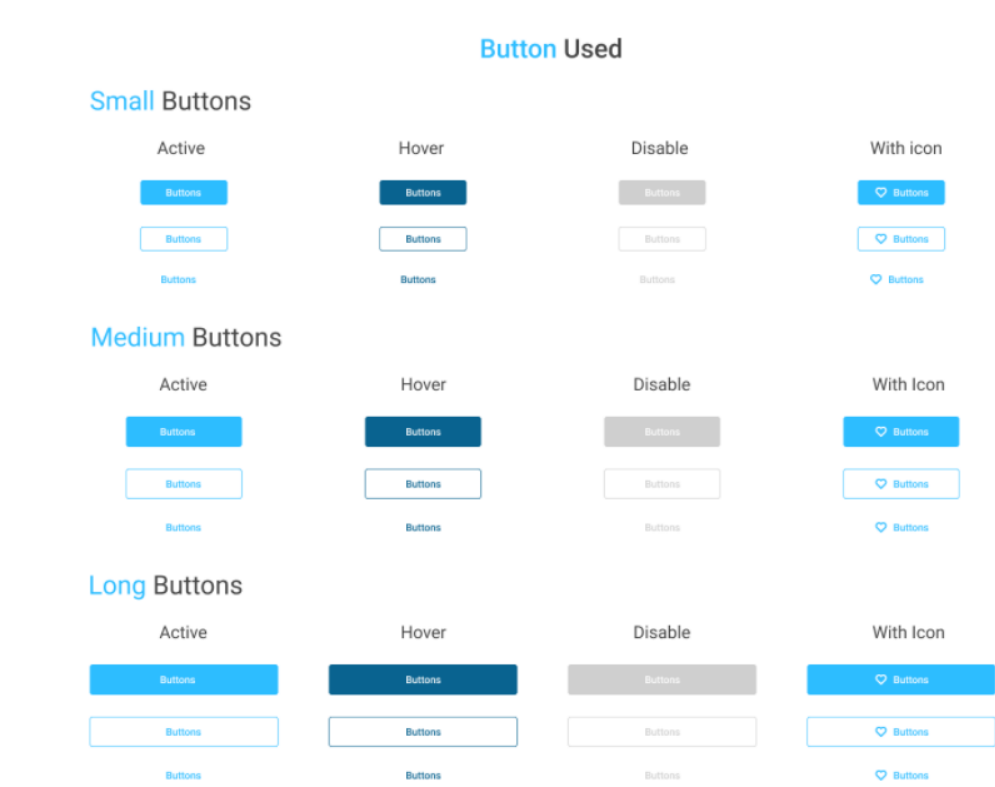 Button Used
Small Buttons
Active Hover Disable With icon
Buttons Buttons Buttons Buttons
Buttons Buttons Buttons Buttons
Buttons Buttons Buttons Buttons
Medium Buttons
Active Hover Disable With Icon
Buttons Buttons Buttons Buttons
Buttons Buttons Buttons Buttons
Buttons Buttons Buttons Buttons
Long Buttons
Active Hover Disable With Icon
Buttons Buttons Buttons Buttons
Buttons Buttons Buttons Buttons
Buttons Buttons Buttons Buttons